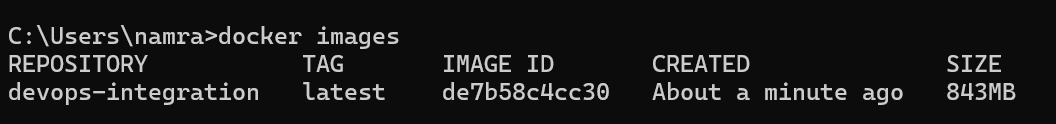 C:\Users\namra>docker images
REPOSITORY TAG IMAGE ID CREATED SIZE
devops-integration latest de7b58c4cc30 About a minute ago 843MB